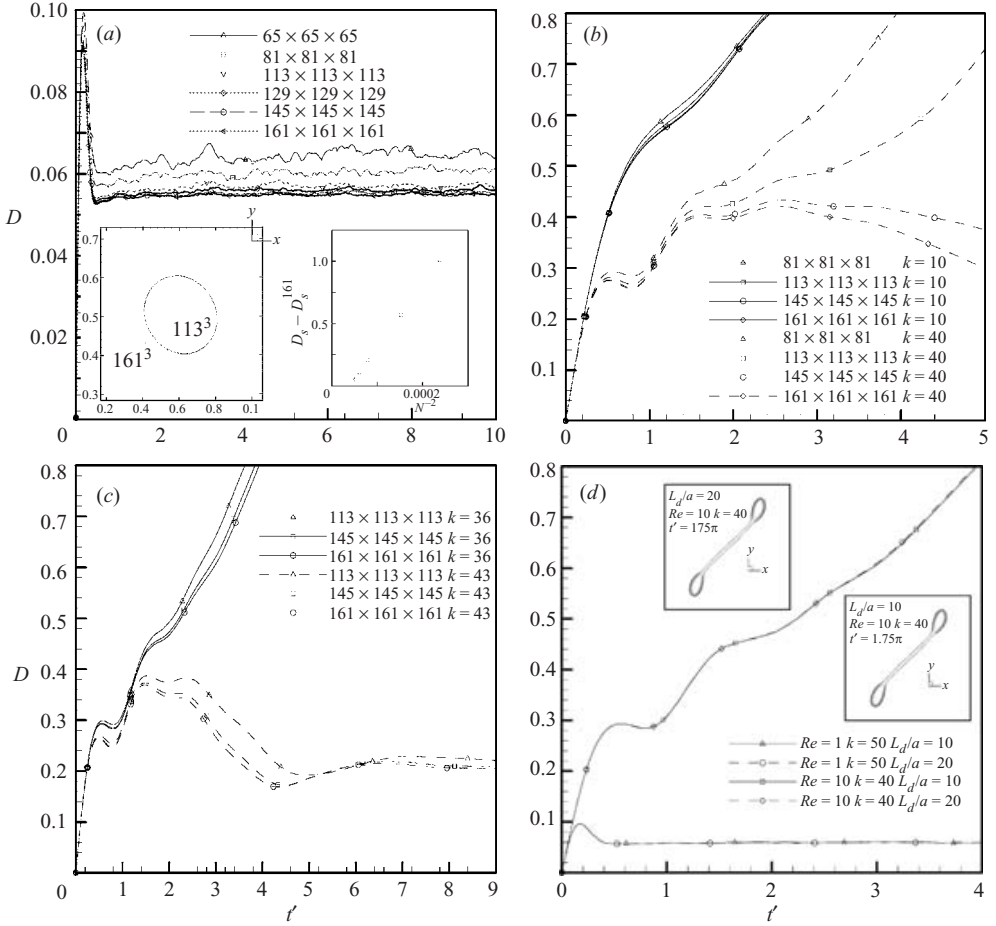 (a)
0.10
0.08
0.06
0.04
0.02
0
D
65 × 65 × 65
81 × 81 × 81
113 × 113 × 113
129 × 129 × 129
145 × 145 × 145
161 × 161 × 161
y
x
0.7
0.6
0.5
0.4
0.3
113³
161³
0.2 0.4 0.6 0.8 0.1
D_s − D_s^161
1.0
0.5
0
0.0002
N⁻²
0 2 4 6 8 10
(b)
0.8
0.7
0.6
0.5
0.4
0.3
0.2
0.1
81 × 81 × 81 k = 10
113 × 113 × 113 k = 10
145 × 145 × 145 k = 10
161 × 161 × 161 k = 10
81 × 81 × 81 k = 40
113 × 113 × 113 k = 40
145 × 145 × 145 k = 40
161 × 161 × 161 k = 40
0 1 2 3 4 5
(c)
0.8
0.7
0.6
0.5
0.4
0.3
0.2
0.1
0
D
113 × 113 × 113 k = 36
145 × 145 × 145 k = 36
161 × 161 × 161 k = 36
113 × 113 × 113 k = 43
145 × 145 × 145 k = 43
161 × 161 × 161 k = 43
1 2 3 4 5 6 7 8 9
t′
(d)
0.8
0.7
0.6
0.5
0.4
0.3
0.2
0.1
L_d/a = 20
Re = 10 k = 40
t′ = 175π
y
x
L_d/a = 10
Re = 10 k = 40
t′ = 1.75π
y
x
Re = 1 k = 50 L_d/a = 10
Re = 1 k = 50 L_d/a = 20
Re = 10 k = 40 L_d/a = 10
Re = 10 k = 40 L_d/a = 20
0 1 2 3 4
t′